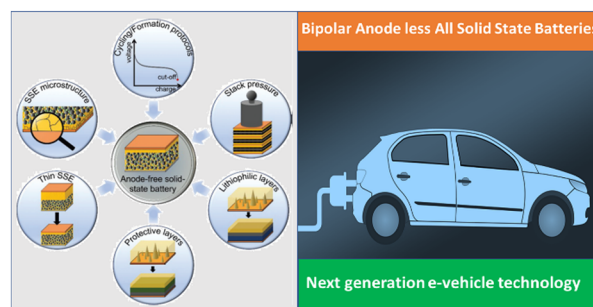 Cycling/Formation protocols
voltage
cut-off
charge
SSE microstructure
Stack pressure
Anode-free solid-
state battery
Thin SSE
Lithiophilic layers
Protective layers
Bipolar Anode less All Solid State Batteries
Next generation e-vehicle technology